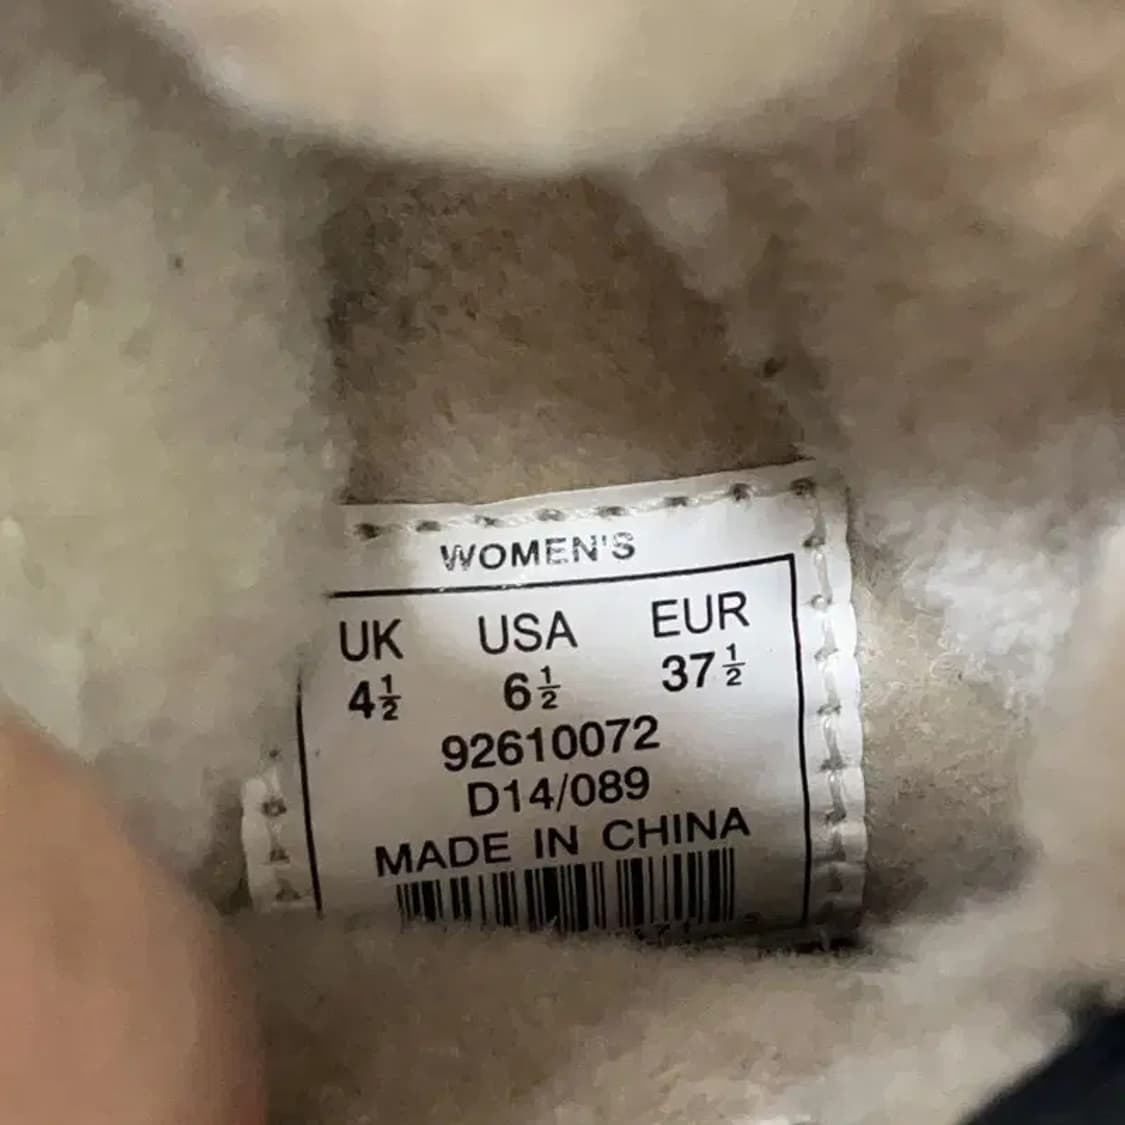 WOMEN'S
UK USA EUR
4½ 6½ 37½
92610072
D14/089
MADE IN CHINA